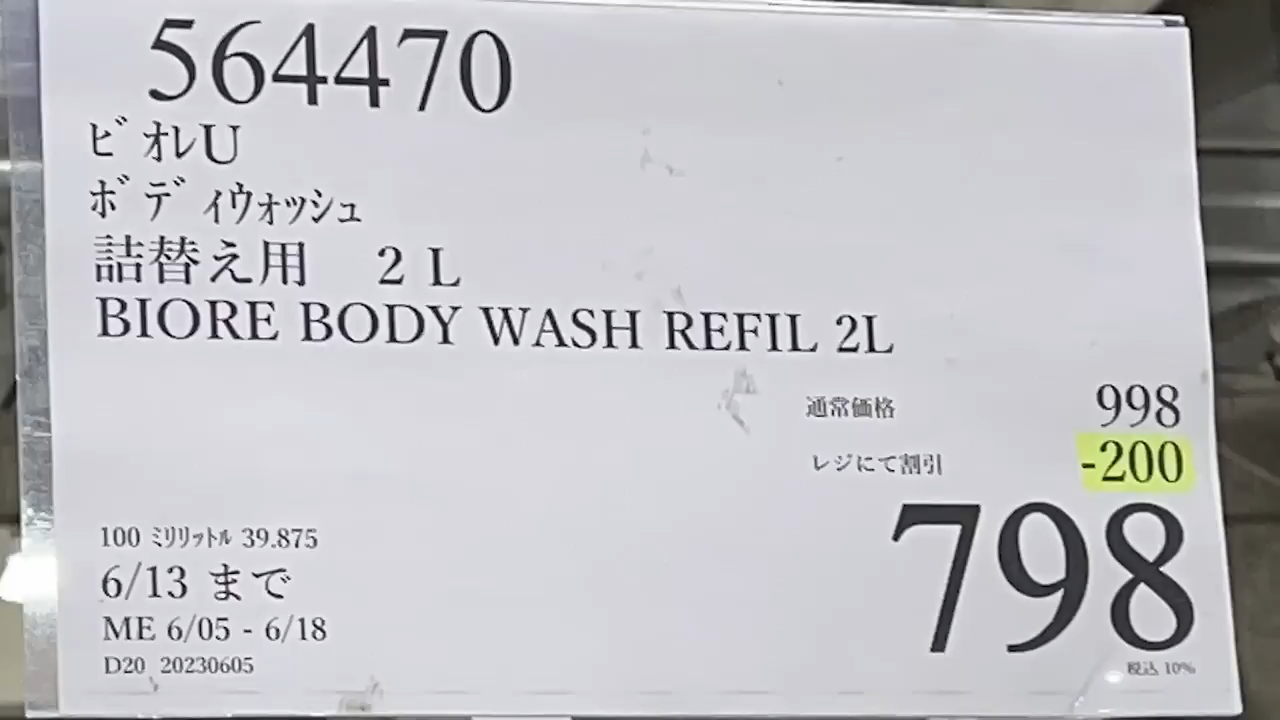 564470
ﾋﾞｵﾚU
ﾎﾞﾃﾞｨｳｫｯｼｭ
詰替え用　２Ｌ
BIORE BODY WASH REFIL 2L
通常価格 998
レジにて割引 -200
798
税込 10%
100 ﾐﾘﾘｯﾄﾙ 39.875
6/13 まで
ME 6/05 - 6/18
D20 20230605